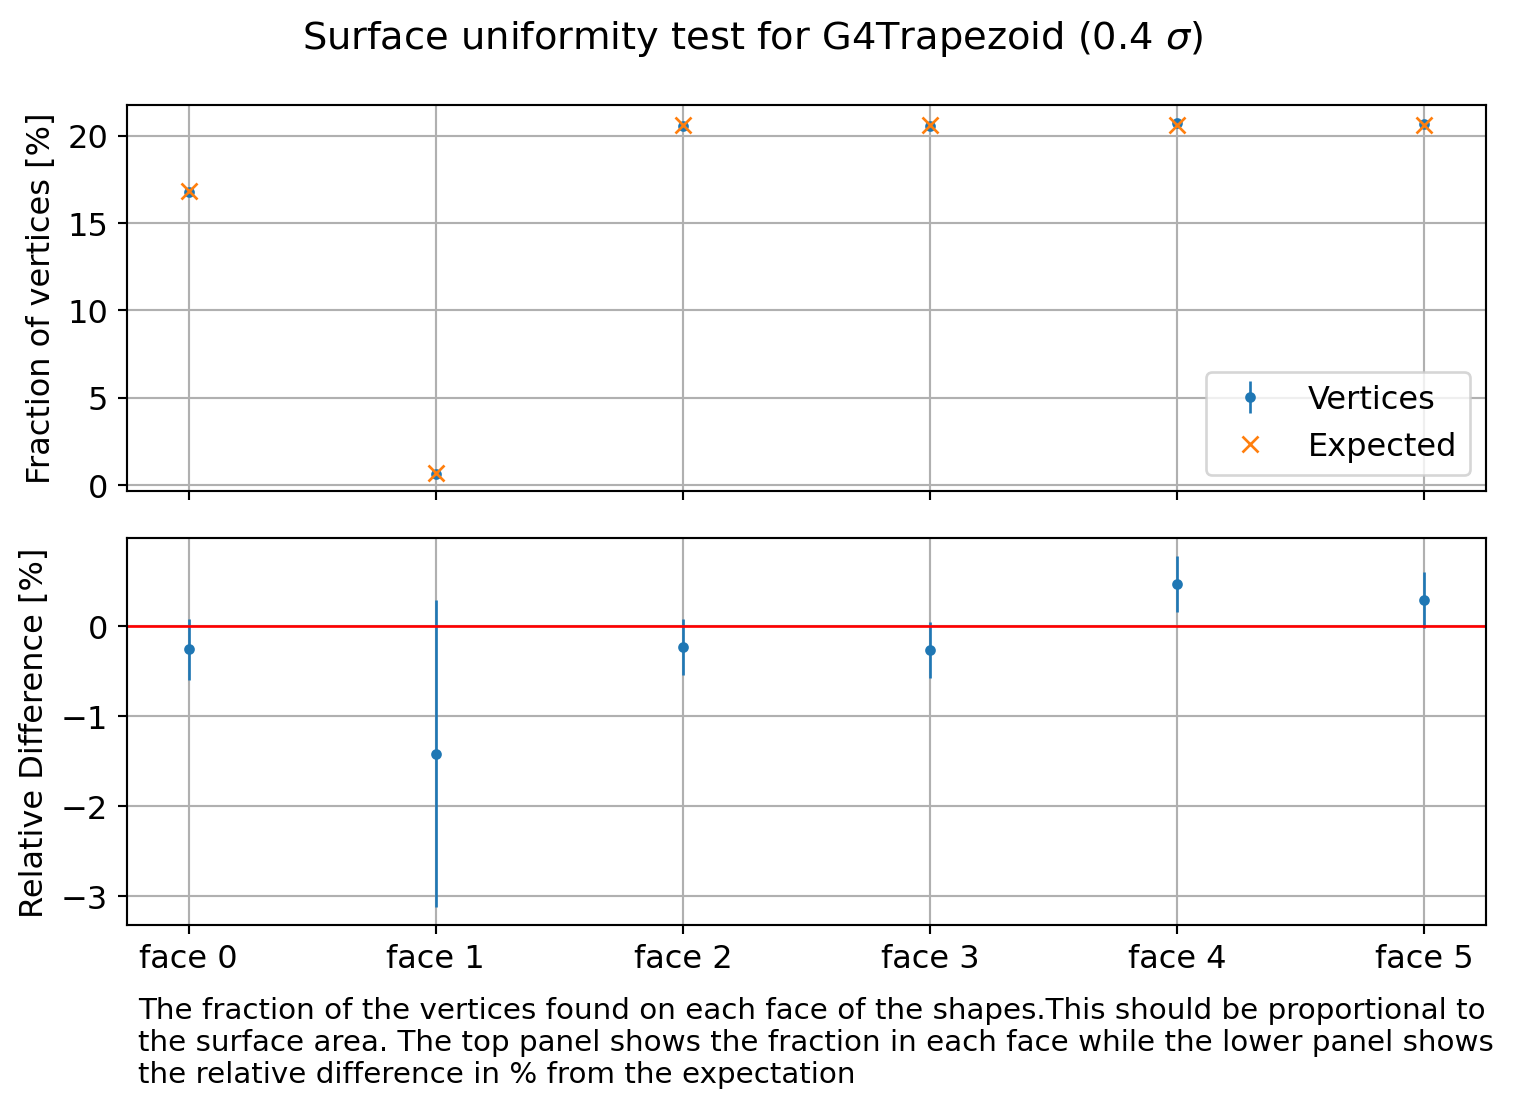 Surface uniformity test for G4Trapezoid (0.4 σ)
Fraction of vertices [%]
20
15
10
5
0
Vertices
Expected
Relative Difference [%]
0
−1
−2
−3
face 0 face 1 face 2 face 3 face 4 face 5
The fraction of the vertices found on each face of the shapes.This should be proportional to
the surface area. The top panel shows the fraction in each face while the lower panel shows
the relative difference in % from the expectation